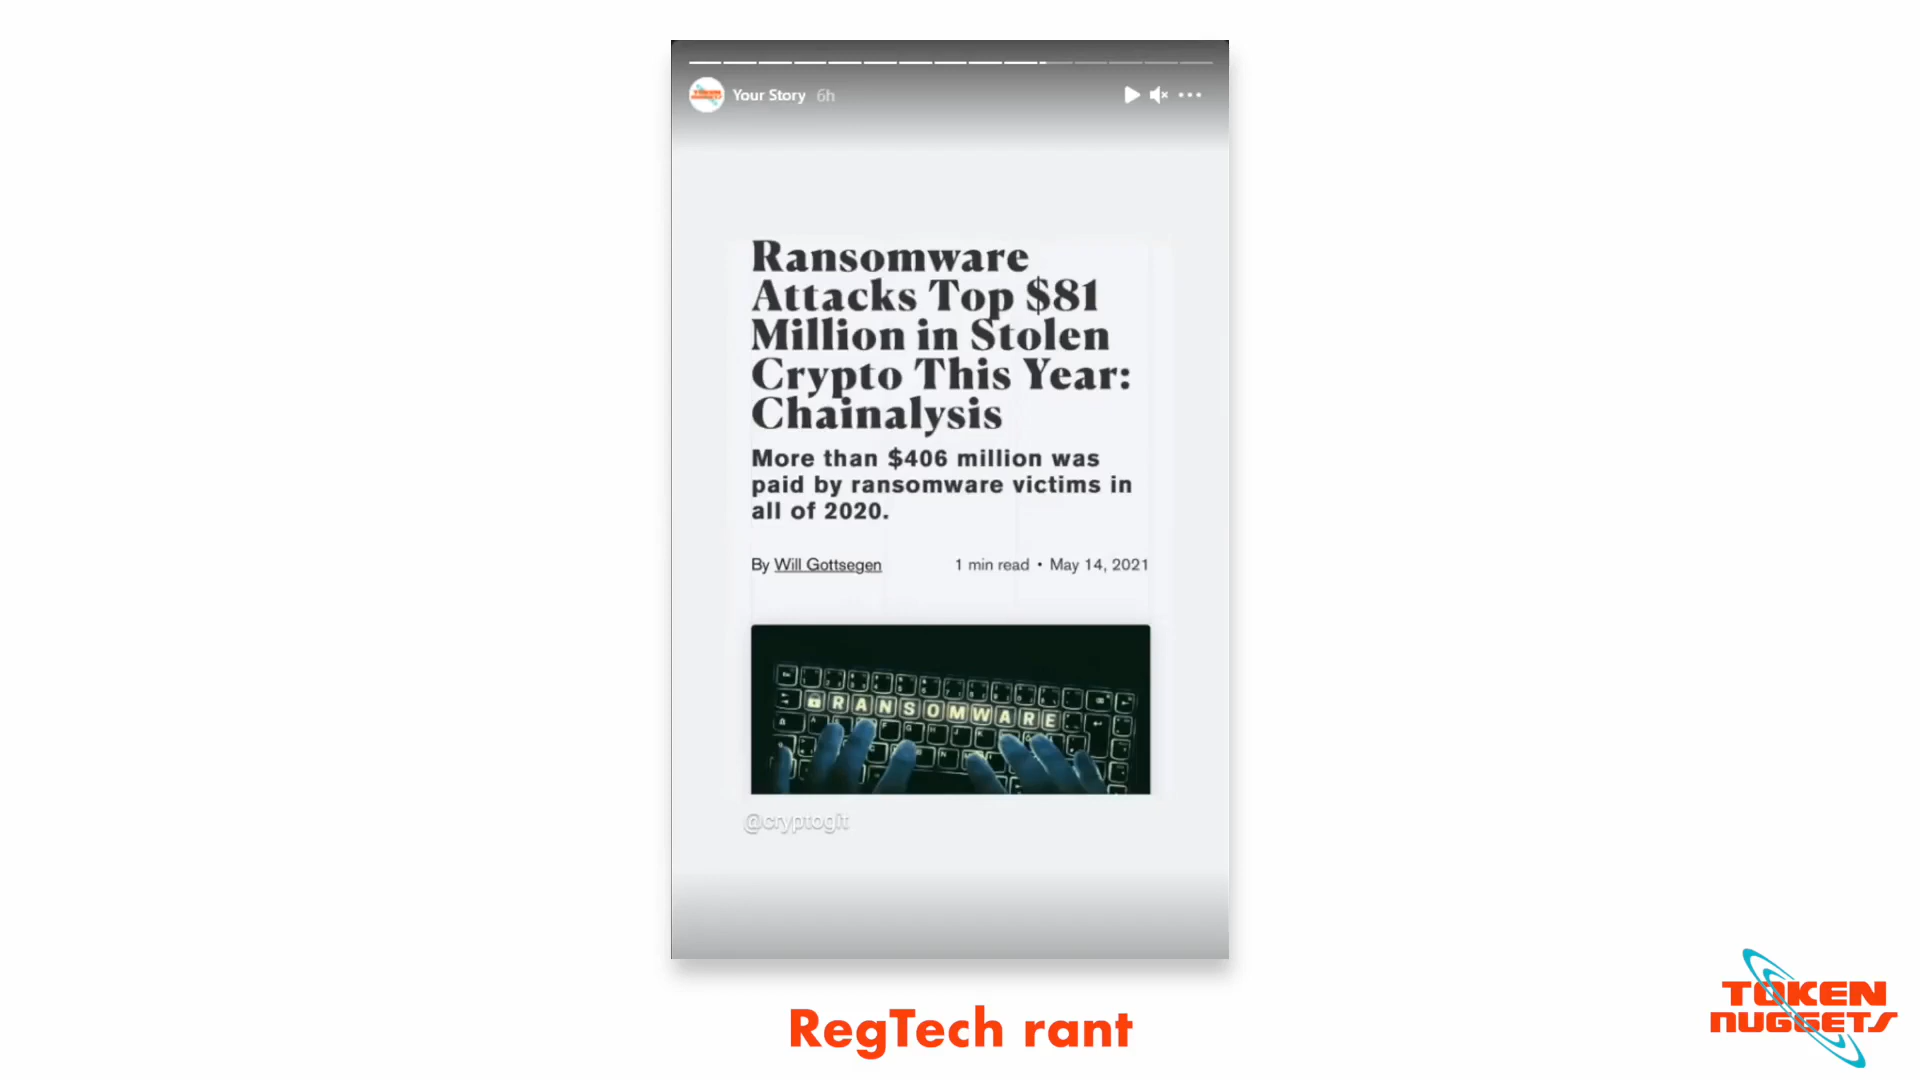 Your Story 6h
Ransomware
Attacks Top $81
Million in Stolen
Crypto This Year:
Chainalysis
More than $406 million was
paid by ransomware victims in
all of 2020.
By Will Gottsegen 1 min read • May 14, 2021
RANSOMWARE
@cryptogit
RegTech rant
TOKEN
NUGGETS